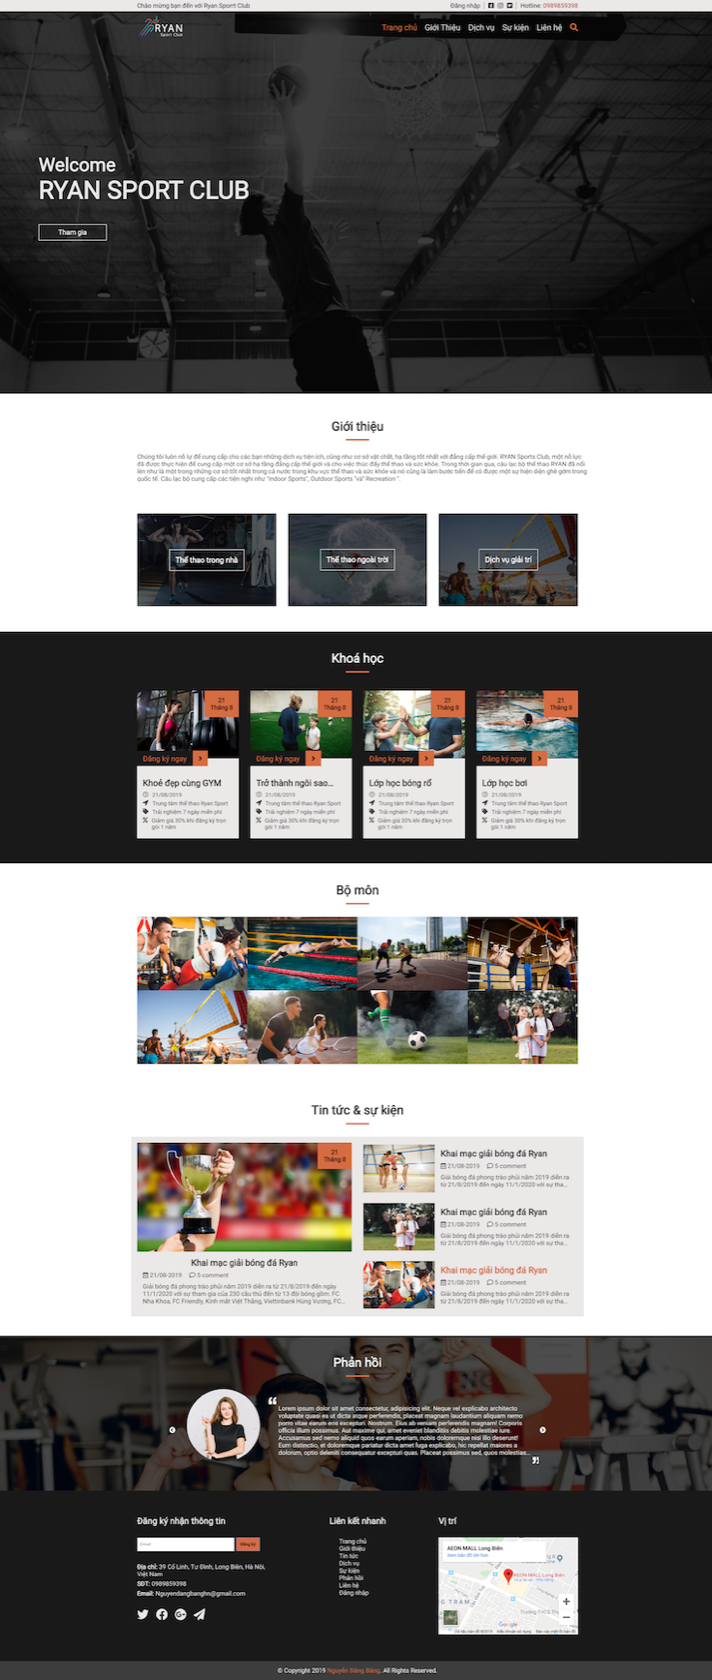 Chào mừng bạn đến với Ryan Sporrt Club
Đăng nhập
Hotline: 0989859398
RYAN
Sport Club
Trang chủ Giới Thiệu Dịch vụ Sự kiện Liên hệ
Welcome
RYAN SPORT CLUB
Tham gia
Giới thiệu
Chúng tôi luôn nỗ lự để cung cấp cho các bạn những dịch vụ tiện ích, cũng như cơ sở vật chất, hạ tầng tốt nhất với đẳng cấp thế giới. RYAN Sports Club, một nỗ lực
đã được thực hiện để cung cấp một cơ sở hạ tầng đẳng cấp thế giới và cho việc thúc đẩy thể thao và sức khỏe. Trong thời gian qua, câu lạc bộ thể thao RYAN đã nổi
lên như là một trong những cơ sở tốt nhất trong cả nước trong khu vực thể thao và sức khỏe và nó cũng là làm bước tiến để có được một sự hiện diện ghê gớm trong
quốc tế. Câu lạc bộ cung cấp các tiện nghi như "Indoor Sports", Outdoor Sports "và" Recreation ".
Thể thao trong nhà
Thể thao ngoài trời
Dịch vụ giải trí
Khoá học
21
Tháng 8
21
Tháng 8
21
Tháng 8
21
Tháng 8
Đăng ký ngay
Đăng ký ngay
Đăng ký ngay
Đăng ký ngay
Khoẻ đẹp cùng GYM
21/08/2019
Trung tâm thể thao Ryan Sport
Trải nghiệm 7 ngày miễn phí
Giảm giá 30% khi đăng ký trọn
gói 1 năm
Trở thành ngôi sao...
21/08/2019
Trung tâm thể thao Ryan Sport
Trải nghiệm 7 ngày miễn phí
Giảm giá 30% khi đăng ký trọn
gói 1 năm
Lớp học bóng rổ
21/08/2019
Trung tâm thể thao Ryan Sport
Trải nghiệm 7 ngày miễn phí
Giảm giá 30% khi đăng ký trọn
gói 1 năm
Lớp học bơi
21/08/2019
Trung tâm thể thao Ryan Sport
Trải nghiệm 7 ngày miễn phí
Giảm giá 30% khi đăng ký trọn
gói 1 năm
Bộ môn
Tin tức & sự kiện
21
Tháng 8
Khai mạc giải bóng đá Ryan
21-08-2019 5 comment
Giải bóng đá phong trào phủi năm 2019 diễn ra từ 21/8/2019 đến ngày
11/1/2020 với sự tham gia của 230 cầu thủ đến từ 13 đội bóng gồm: FC
Nha Khoa, FC Friendly, Kính mắt Việt Thắng, Viettinbank Hùng Vương, FC...
Khai mạc giải bóng đá Ryan
21-08-2019 5 comment
Giải bóng đá phong trào phủi năm 2019 diễn ra
từ 21/8/2019 đến ngày 11/1/2020 với sự tha...
Khai mạc giải bóng đá Ryan
21-08-2019 5 comment
Giải bóng đá phong trào phủi năm 2019 diễn ra
từ 21/8/2019 đến ngày 11/1/2020 với sự tha...
Khai mạc giải bóng đá Ryan
21-08-2019 5 comment
Giải bóng đá phong trào phủi năm 2019 diễn ra
từ 21/8/2019 đến ngày 11/1/2020 với sự tha...
Phản hồi
Lorem ipsum dolor sit amet consectetur, adipisicing elit. Neque vel explicabo architecto
voluptate quasi ex ut dicta atque perferendis, placeat magnam laudantium aliquam nemo
porro vitae earum eos excepturi. Nostrum, Eius ab veniam perferendis magnam! Corporis
officia illum possimus. Aut maxime qui, amet eveniet blanditiis debitis molestiae iure.
Accusamus sed nemo aliquid quos earum aperiam, nobis doloremque nisi illo deserunt!
Eum distinctio, et doloremque pariatur dicta amet fuga explicabo, hic repellat maiores a
dolorum, optio deleniti consequatur excepturi quas. Placeat possimus sed, quos molestias...
Đăng ký nhận thông tin
Email
Đăng ký
Địa chỉ: 39 Cổ Linh, Tư Đình, Long Biên, Hà Nội,
Việt Nam
SĐT: 0989859398
Email: Nguyendangbanghn@gmail.com
Liên kết nhanh
Trang chủ
Giới thiệu
Tin tức
Dịch vụ
Sự kiện
Phản hồi
Liên hệ
Đăng nhập
Vị trí
AEON MALL Long Biên
Xem bản đồ lớn hơn
AEON MALL Long Biên
Google
© Copyright 2019 Nguyễn Đăng Băng. All Rights Reserved.